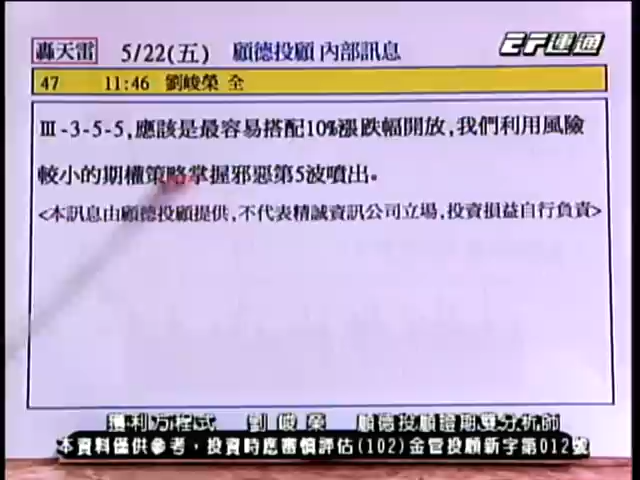 轟天雷 5/22(五) 顧德投顧 內部訊息
EF運通
47 11:46 劉峻榮 全
Ⅲ-3-5-5,應該是最容易搭配10%漲跌幅開放,我們利用風險
較小的期權策略掌握邪惡第5波噴出。
<本訊息由顧德投顧提供,不代表精誠資訊公司立場,投資損益自行負責>
獲利方程式 劉峻榮 顧德投顧證期雙分析師
本資料僅供參考,投資時應審慎評估(102)金管投顧新字第012號